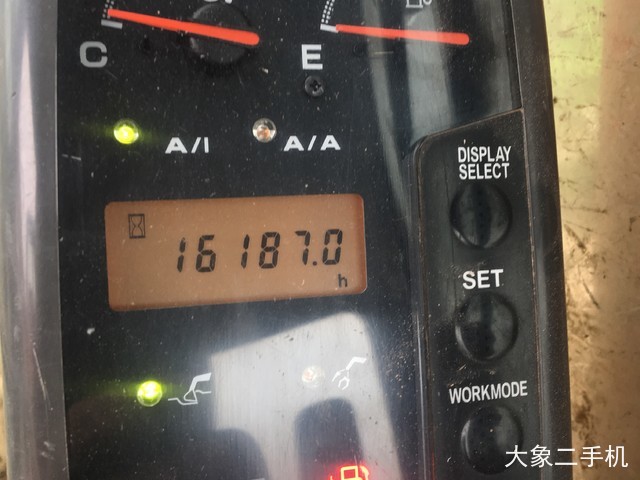 C
E
A/I
A/A
DISPLAY
SELECT
16187.0
h
SET
WORKMODE
大象二手机